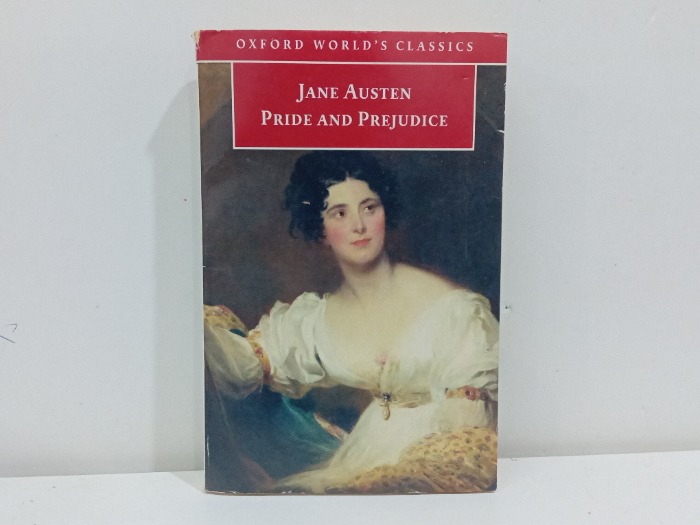 OXFORD WORLD'S CLASSICS
JANE AUSTEN
PRIDE AND PREJUDICE